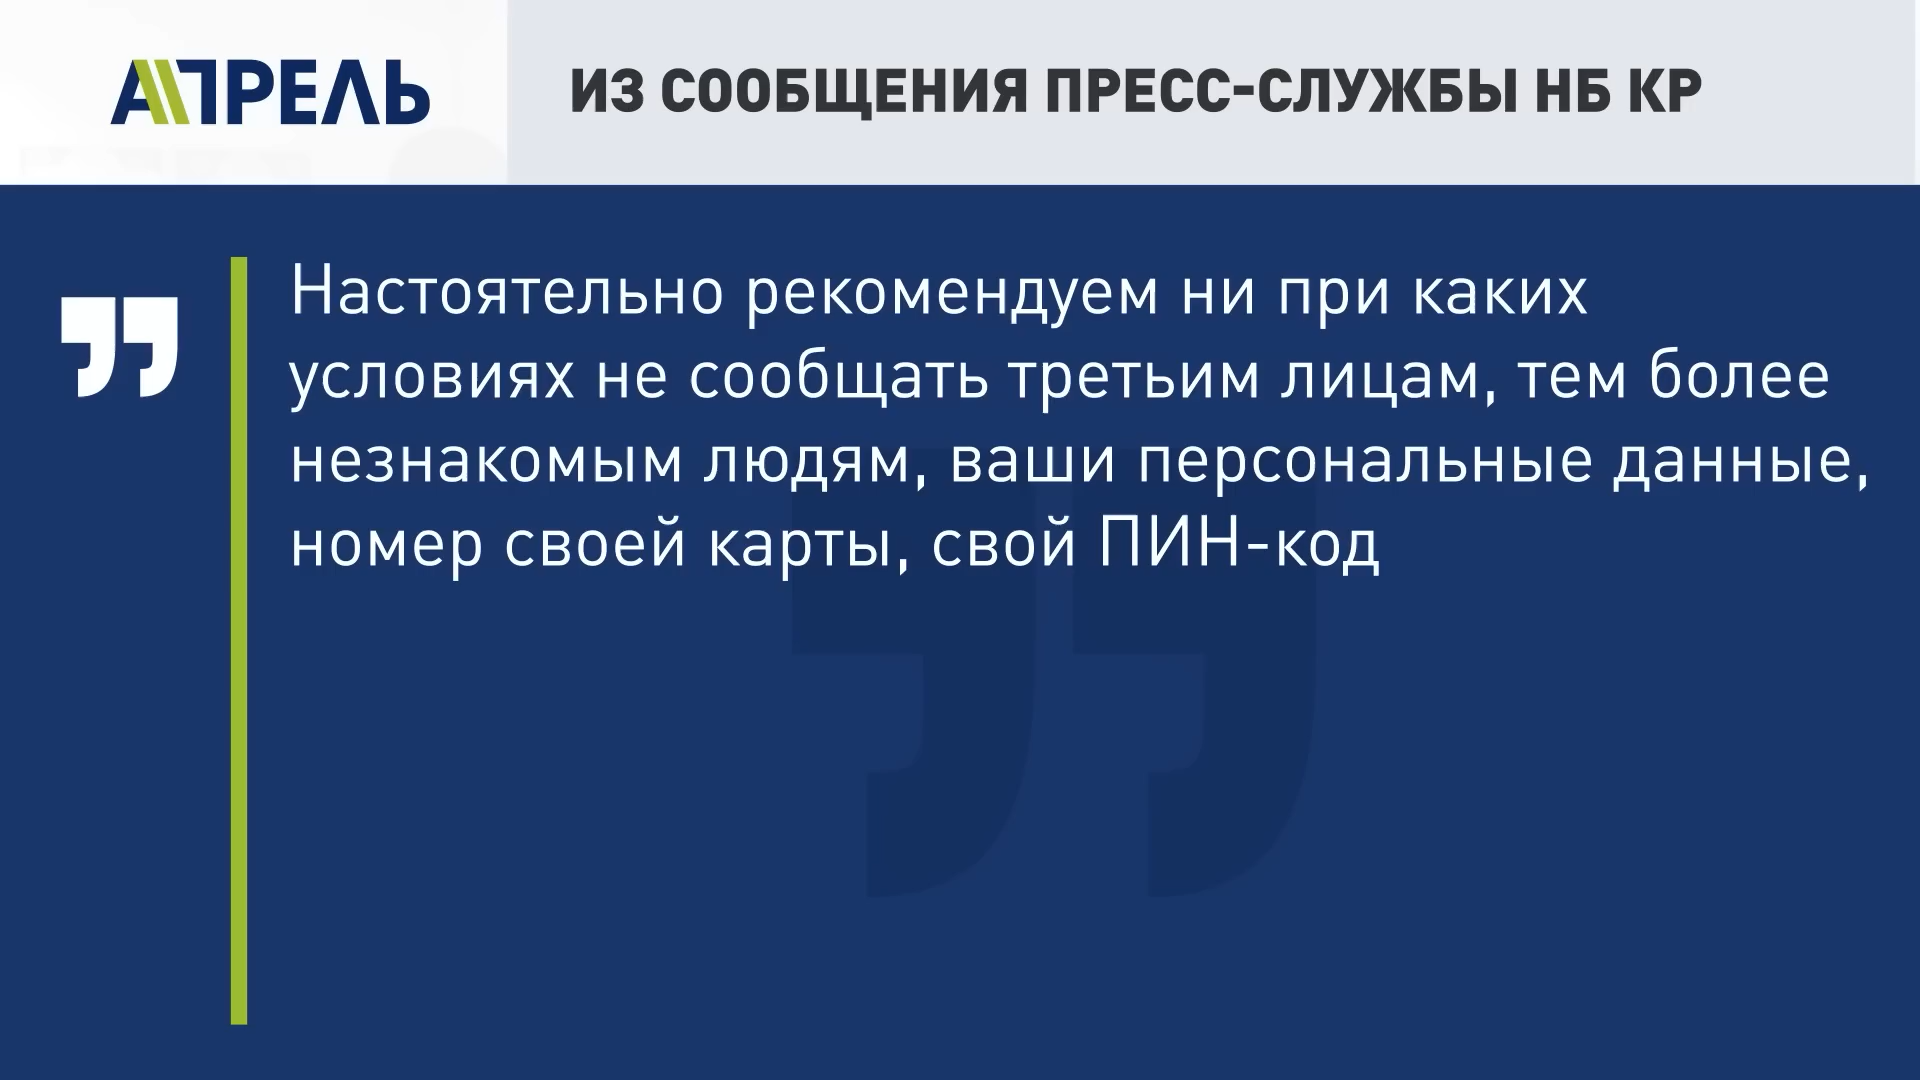 АПРЕЛЬ
ИЗ СООБЩЕНИЯ ПРЕСС-СЛУЖБЫ НБ КР
Настоятельно рекомендуем ни при каких
условиях не сообщать третьим лицам, тем более
незнакомым людям, ваши персональные данные,
номер своей карты, свой ПИН-код